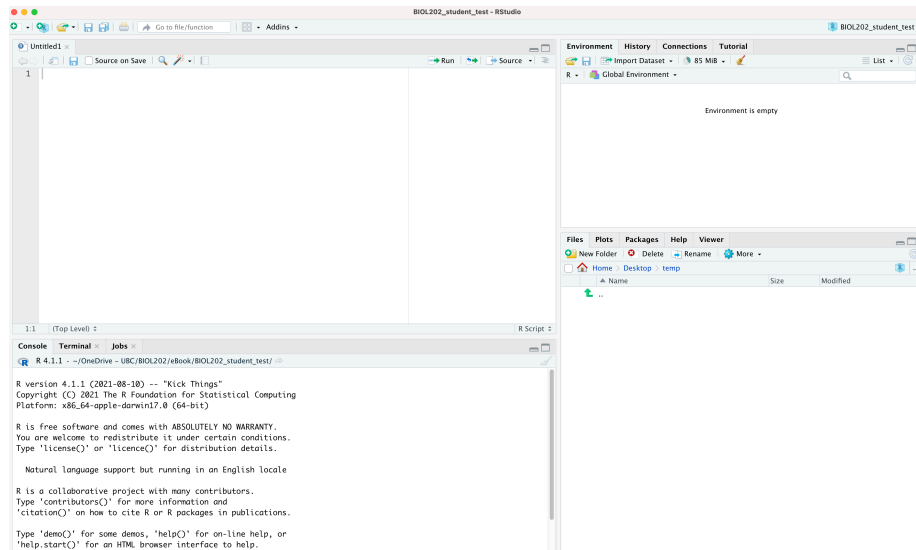 BIOL202_student_test - RStudio
Go to file/function
Addins
BIOL202_student_test
Untitled1
Source on Save
Run
Source
1
1:1
(Top Level)
R Script
Console Terminal Jobs
R 4.1.1 - ~/OneDrive - UBC/BIOL202/eBook/BIOL202_student_test/
R version 4.1.1 (2021-08-10) -- "Kick Things"
Copyright (C) 2021 The R Foundation for Statistical Computing
Platform: x86_64-apple-darwin17.0 (64-bit)
R is free software and comes with ABSOLUTELY NO WARRANTY.
You are welcome to redistribute it under certain conditions.
Type 'license()' or 'licence()' for distribution details.
Natural language support but running in an English locale
R is a collaborative project with many contributors.
Type 'contributors()' for more information and
'citation()' on how to cite R or R packages in publications.
Type 'demo()' for some demos, 'help()' for on-line help, or
'help.start()' for an HTML browser interface to help.
Environment History Connections Tutorial
Import Dataset 85 MiB List
R Global Environment
Environment is empty
Files Plots Packages Help Viewer
New Folder Delete Rename More
Home Desktop temp
Name Size Modified
..